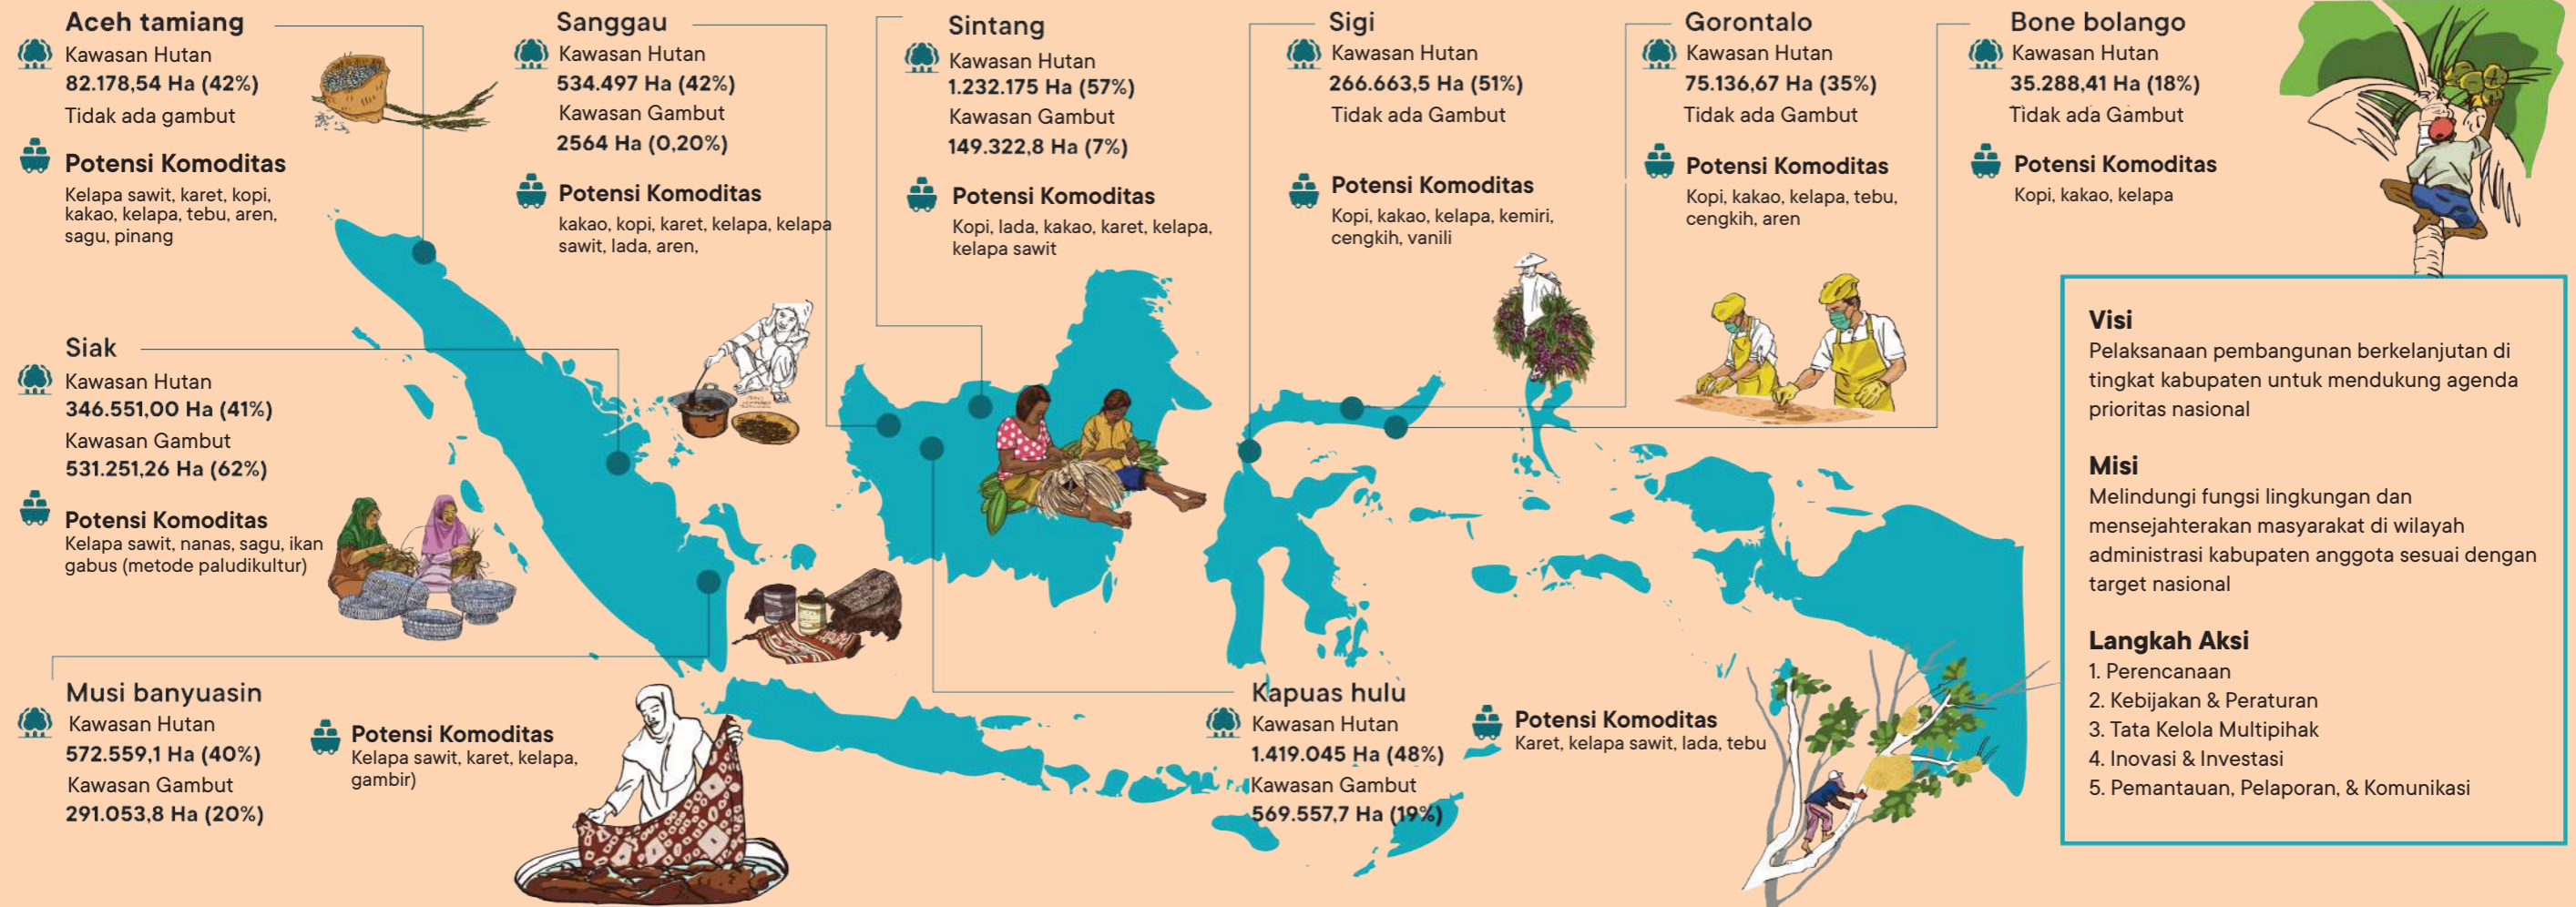 Aceh tamiang
Kawasan Hutan
82.178,54 Ha (42%)
Tidak ada gambut
Potensi Komoditas
Kelapa sawit, karet, kopi,
kakao, kelapa, tebu, aren,
sagu, pinang
Sanggau
Kawasan Hutan
534.497 Ha (42%)
Kawasan Gambut
2564 Ha (0,20%)
Potensi Komoditas
kakao, kopi, karet, kelapa, kelapa
sawit, lada, aren,
Sintang
Kawasan Hutan
1.232.175 Ha (57%)
Kawasan Gambut
149.322,8 Ha (7%)
Potensi Komoditas
Kopi, lada, kakao, karet, kelapa,
kelapa sawit
Sigi
Kawasan Hutan
266.663,5 Ha (51%)
Tidak ada Gambut
Potensi Komoditas
Kopi, kakao, kelapa, kemiri,
cengkih, vanili
Gorontalo
Kawasan Hutan
75.136,67 Ha (35%)
Tidak ada Gambut
Potensi Komoditas
Kopi, kakao, kelapa, tebu,
cengkih, aren
Bone bolango
Kawasan Hutan
35.288,41 Ha (18%)
Tidak ada Gambut
Potensi Komoditas
Kopi, kakao, kelapa
Siak
Kawasan Hutan
346.551,00 Ha (41%)
Kawasan Gambut
531.251,26 Ha (62%)
Potensi Komoditas
Kelapa sawit, nanas, sagu, ikan
gabus (metode paludikultur)
Musi banyuasin
Kawasan Hutan
572.559,1 Ha (40%)
Kawasan Gambut
291.053,8 Ha (20%)
Potensi Komoditas
Kelapa sawit, karet, kelapa,
gambir)
Kapuas hulu
Kawasan Hutan
1.419.045 Ha (48%)
Kawasan Gambut
569.557,7 Ha (19%)
Potensi Komoditas
Karet, kelapa sawit, lada, tebu
Visi
Pelaksanaan pembangunan berkelanjutan di
tingkat kabupaten untuk mendukung agenda
prioritas nasional
Misi
Melindungi fungsi lingkungan dan
mensejahterakan masyarakat di wilayah
administrasi kabupaten anggota sesuai dengan
target nasional
Langkah Aksi
1. Perencanaan
2. Kebijakan & Peraturan
3. Tata Kelola Multipihak
4. Inovasi & Investasi
5. Pemantauan, Pelaporan, & Komunikasi